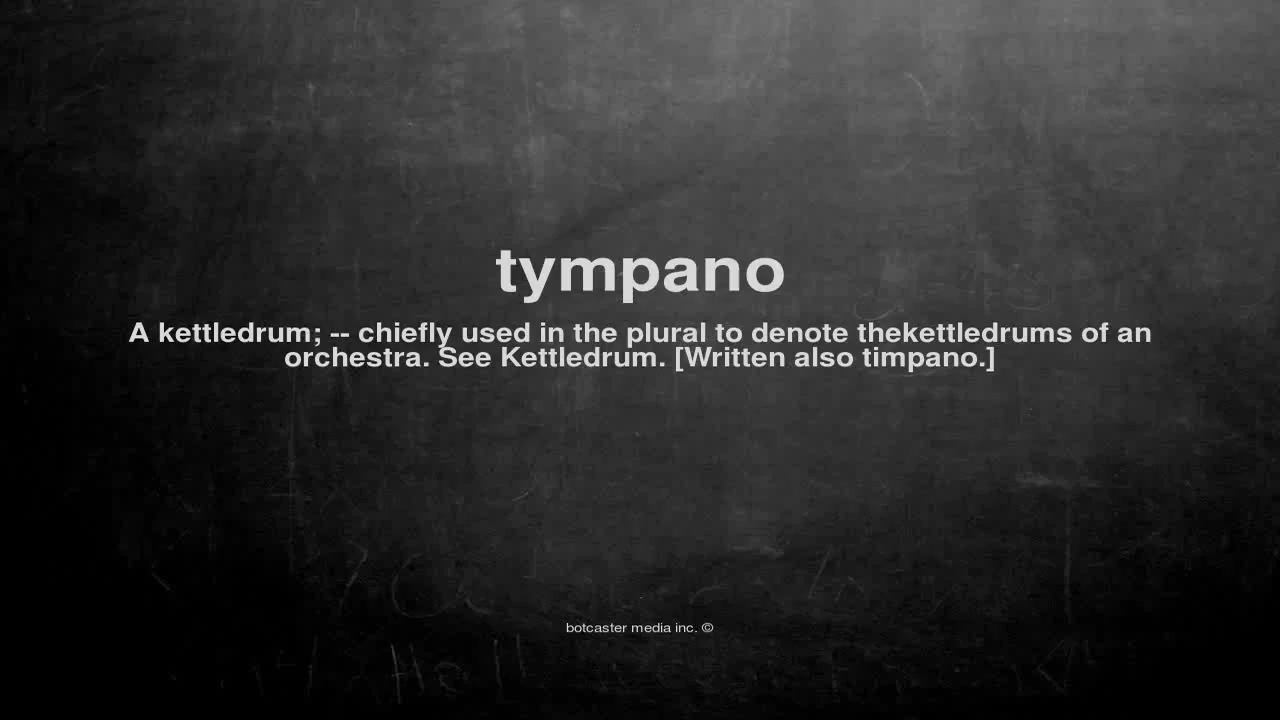 tympano
A kettledrum; -- chiefly used in the plural to denote thekettledrums of an
orchestra. See Kettledrum. [Written also timpano.]
botcaster media inc. ©